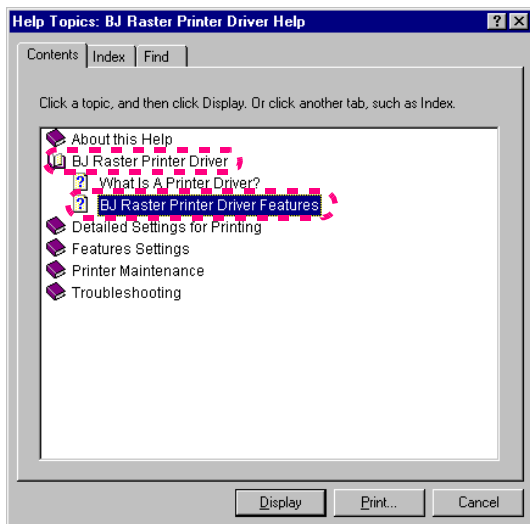 Help Topics: BJ Raster Printer Driver Help
Contents Index Find
Click a topic, and then click Display. Or click another tab, such as Index.
About this Help
BJ Raster Printer Driver
What Is A Printer Driver?
BJ Raster Printer Driver Features
Detailed Settings for Printing
Features Settings
Printer Maintenance
Troubleshooting
Display Print... Cancel